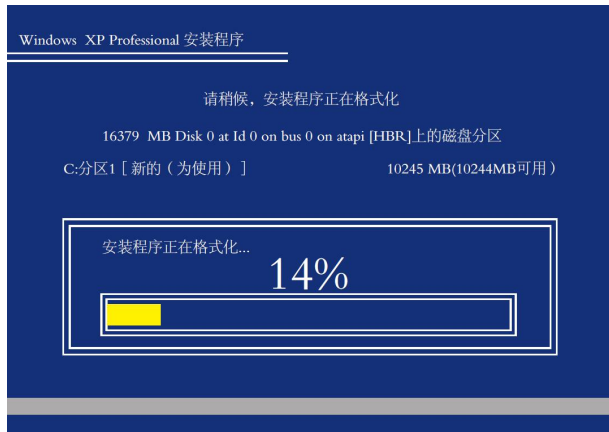 Windows XP Professional 安装程序
请稍候，安装程序正在格式化
16379 MB Disk 0 at Id 0 on bus 0 on atapi [HBR]上的磁盘分区
C:分区1 [ 新的（为使用）] 10245 MB(10244MB可用 )
安装程序正在格式化...
14%